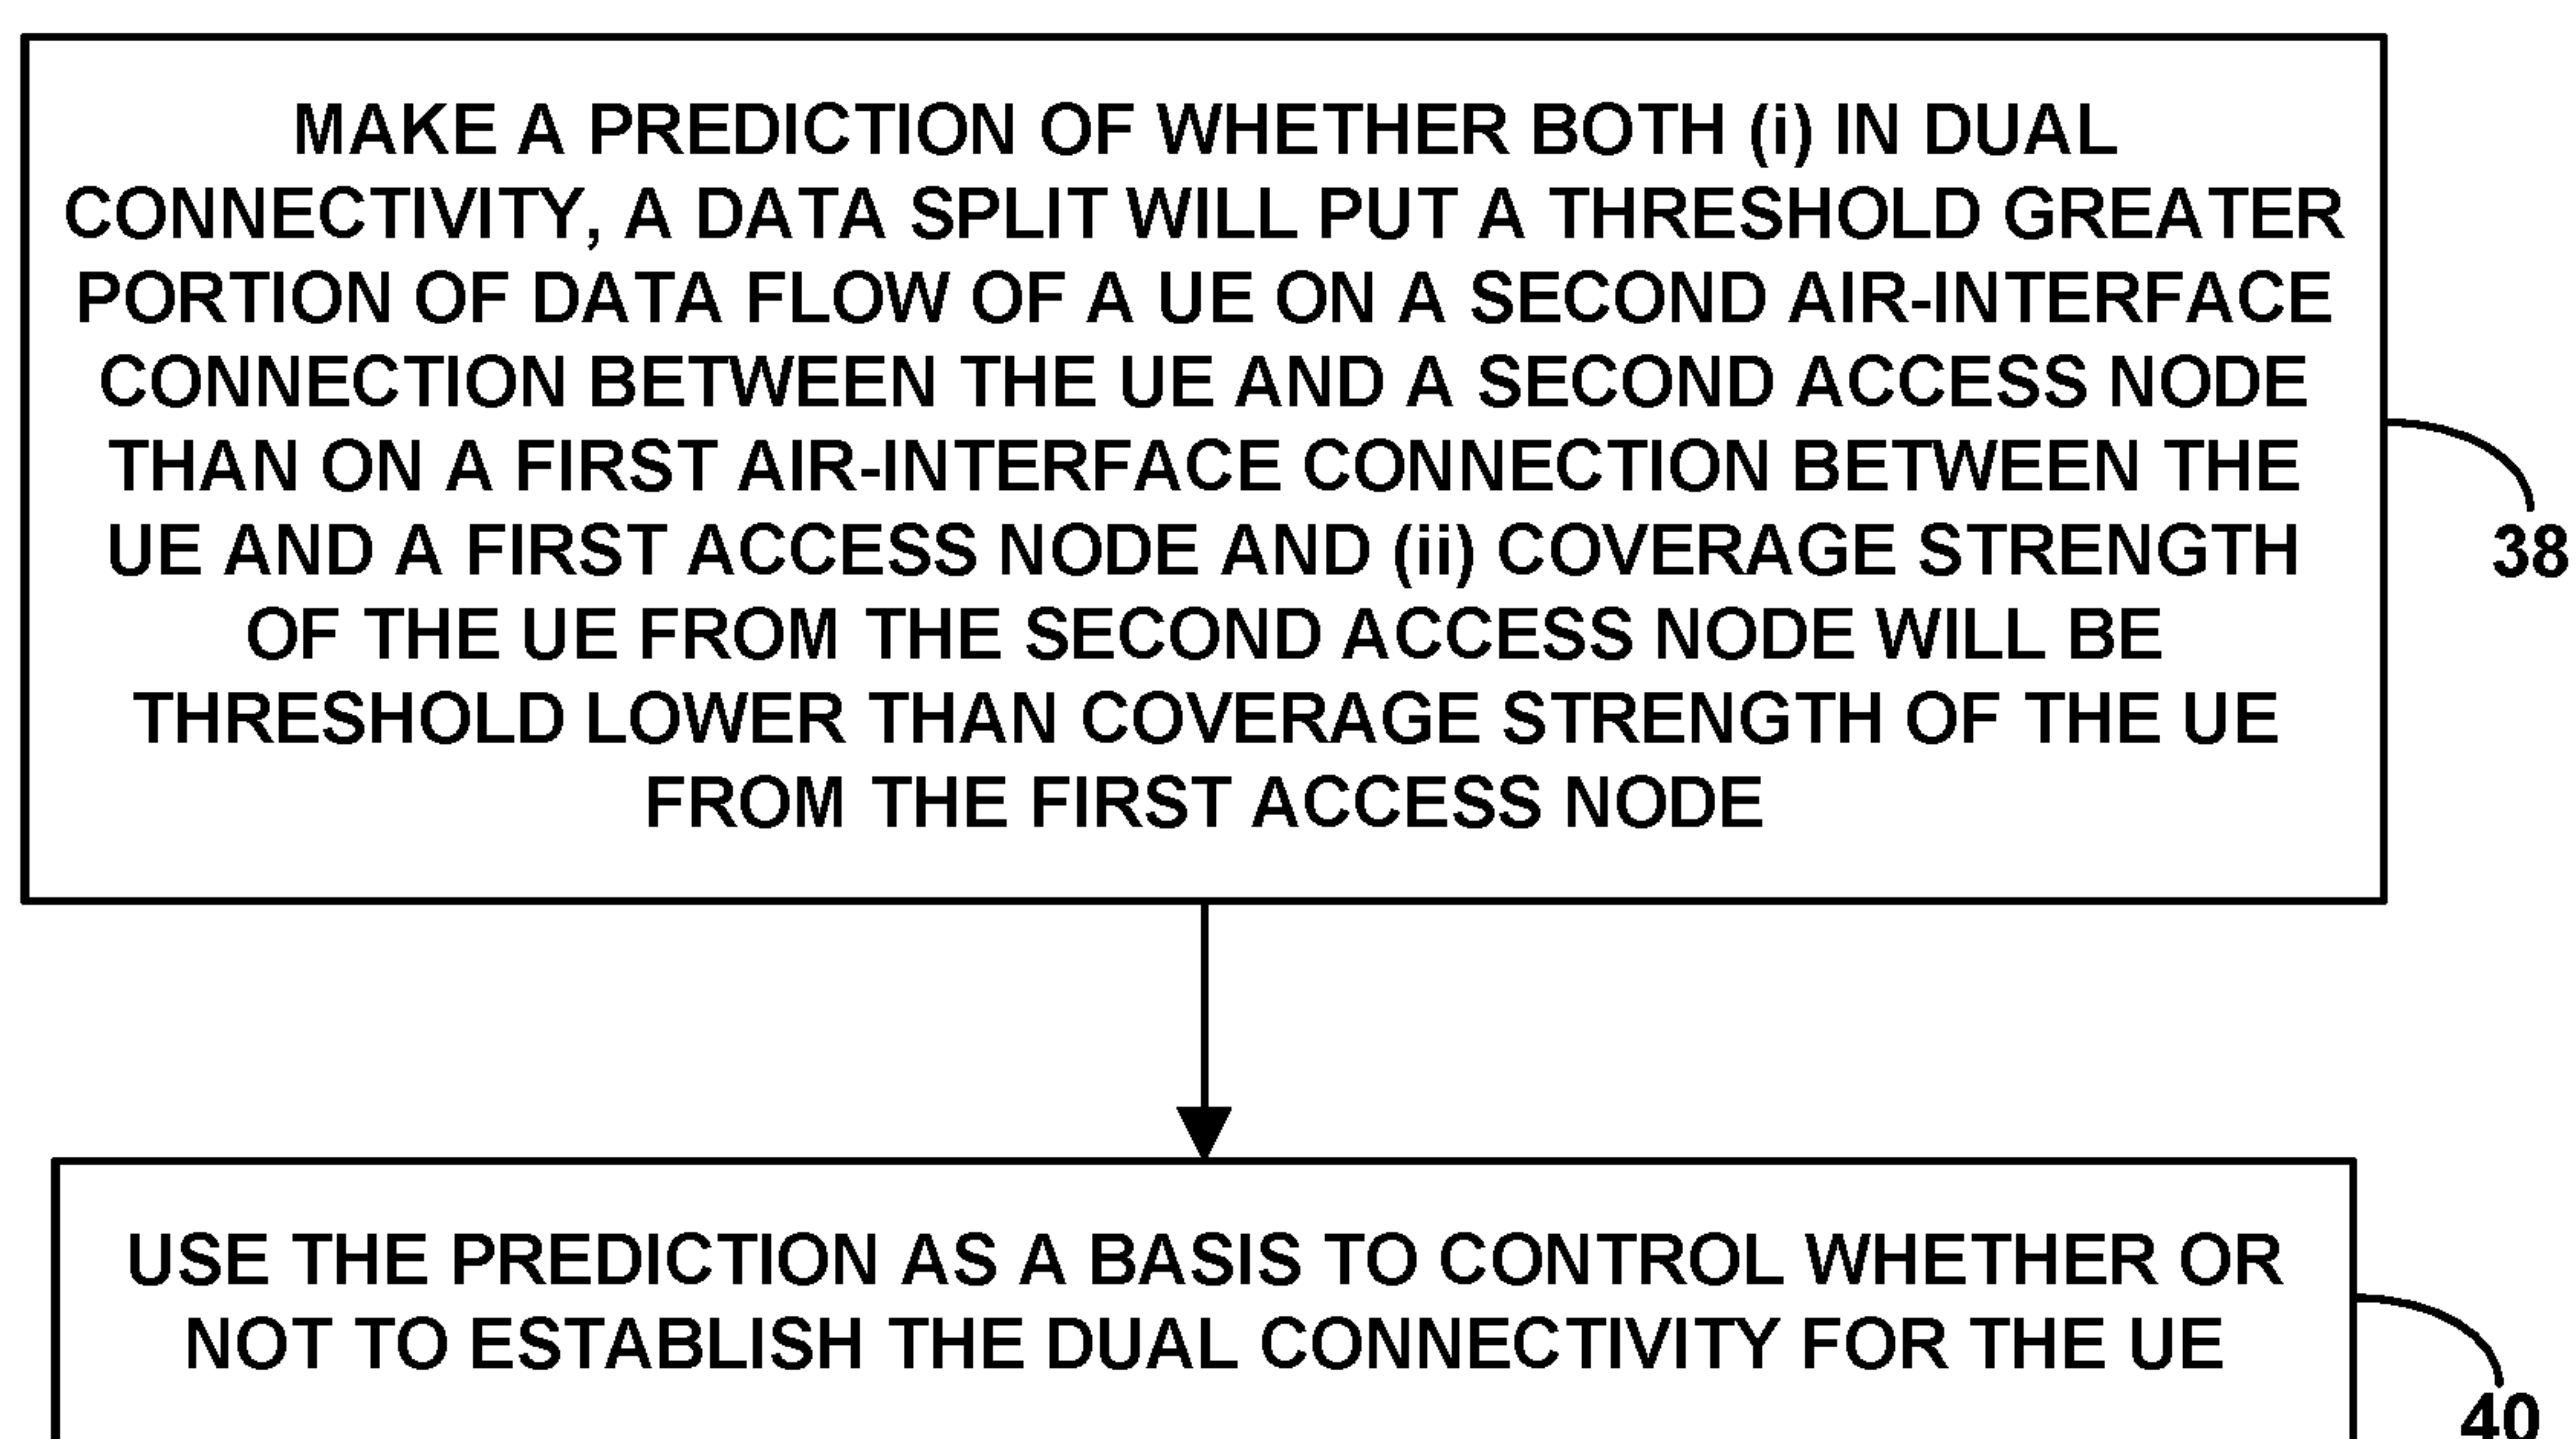 MAKE A PREDICTION OF WHETHER BOTH (i) IN DUAL
CONNECTIVITY, A DATA SPLIT WILL PUT A THRESHOLD GREATER
PORTION OF DATA FLOW OF A UE ON A SECOND AIR-INTERFACE
CONNECTION BETWEEN THE UE AND A SECOND ACCESS NODE
THAN ON A FIRST AIR-INTERFACE CONNECTION BETWEEN THE
UE AND A FIRST ACCESS NODE AND (ii) COVERAGE STRENGTH
OF THE UE FROM THE SECOND ACCESS NODE WILL BE
THRESHOLD LOWER THAN COVERAGE STRENGTH OF THE UE
FROM THE FIRST ACCESS NODE
38
USE THE PREDICTION AS A BASIS TO CONTROL WHETHER OR
NOT TO ESTABLISH THE DUAL CONNECTIVITY FOR THE UE
40